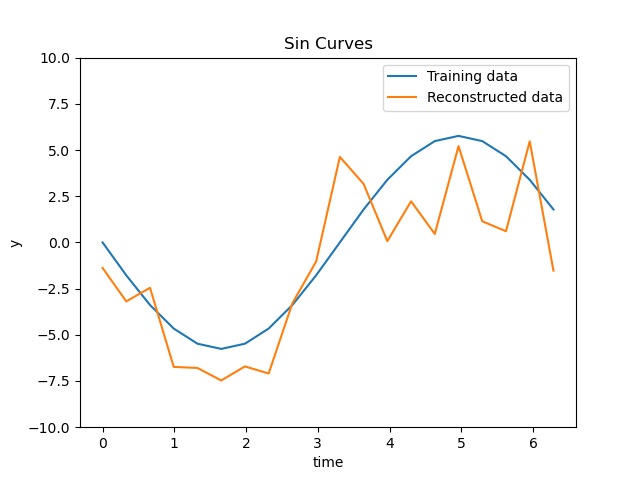 Sin Curves
Training data
Reconstructed data
10.0
7.5
5.0
2.5
0.0
−2.5
−5.0
−7.5
−10.0
y
0 1 2 3 4 5 6
time